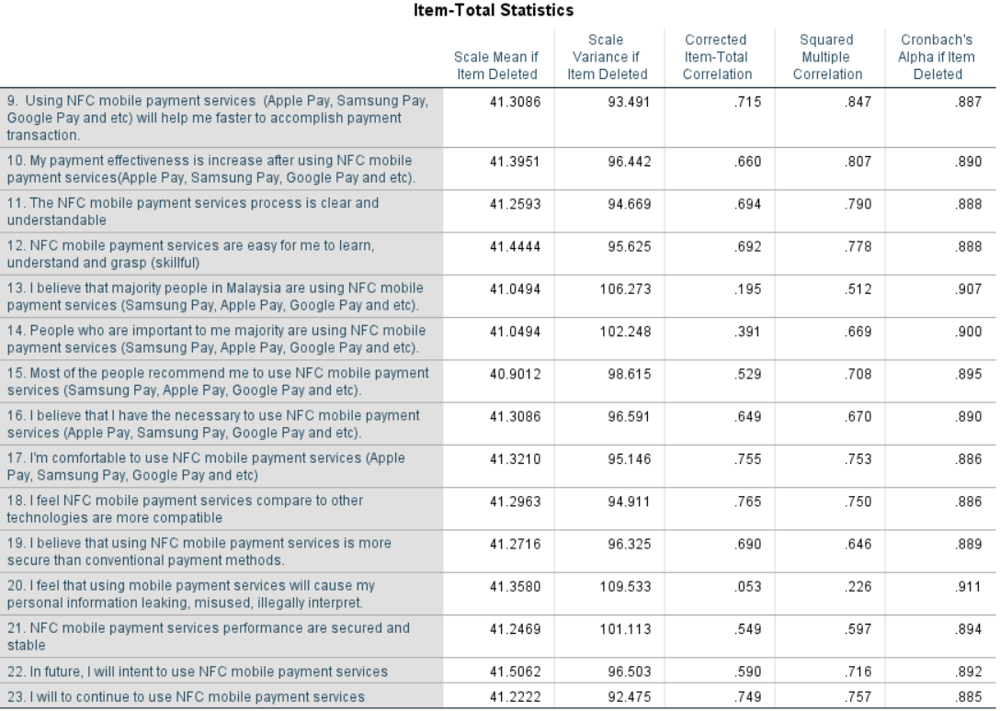 Item-Total Statistics
Scale Mean if Item Deleted	Scale Variance if Item Deleted	Corrected Item-Total Correlation	Squared Multiple Correlation	Cronbach's Alpha if Item Deleted
9. Using NFC mobile payment services (Apple Pay, Samsung Pay,	41.3086	93.491	.715	.847	.887
Google Pay and etc) will help me faster to accomplish payment
transaction.
10. My payment effectiveness is increase after using NFC mobile	41.3951	96.442	.660	.807	.890
payment services(Apple Pay, Samsung Pay, Google Pay and etc).
11. The NFC mobile payment services process is clear and	41.2593	94.669	.694	.790	.888
understandable
12. NFC mobile payment services are easy for me to learn,	41.4444	95.625	.692	.778	.888
understand and grasp (skillful)
13. I believe that majority people in Malaysia are using NFC mobile	41.0494	106.273	.195	.512	.907
payment services (Samsung Pay, Apple Pay, Google Pay and etc).
14. People who are important to me majority are using NFC mobile	41.0494	102.248	.391	.669	.900
payment services (Samsung Pay, Apple Pay, Google Pay and etc).
15. Most of the people recommend me to use NFC mobile payment	40.9012	98.615	.529	.708	.895
services (Samsung Pay, Apple Pay, Google Pay and etc).
16. I believe that I have the necessary to use NFC mobile payment	41.3086	96.591	.649	.670	.890
services (Apple Pay, Samsung Pay, Google Pay and etc).
17. I'm comfortable to use NFC mobile payment services (Apple	41.3210	95.146	.755	.753	.886
Pay, Samsung Pay, Google Pay and etc)
18. I feel NFC mobile payment services compare to other	41.2963	94.911	.765	.750	.886
technologies are more compatible
19. I believe that using NFC mobile payment services is more	41.2716	96.325	.690	.646	.889
secure than conventional payment methods.
20. I feel that using mobile payment services will cause my	41.3580	109.533	.053	.226	.911
personal information leaking, misused, illegally interpret.
21. NFC mobile payment services performance are secured and	41.2469	101.113	.549	.597	.894
stable
22. In future, I will intent to use NFC mobile payment services	41.5062	96.503	.590	.716	.892
23. I will to continue to use NFC mobile payment services	41.2222	92.475	.749	.757	.885